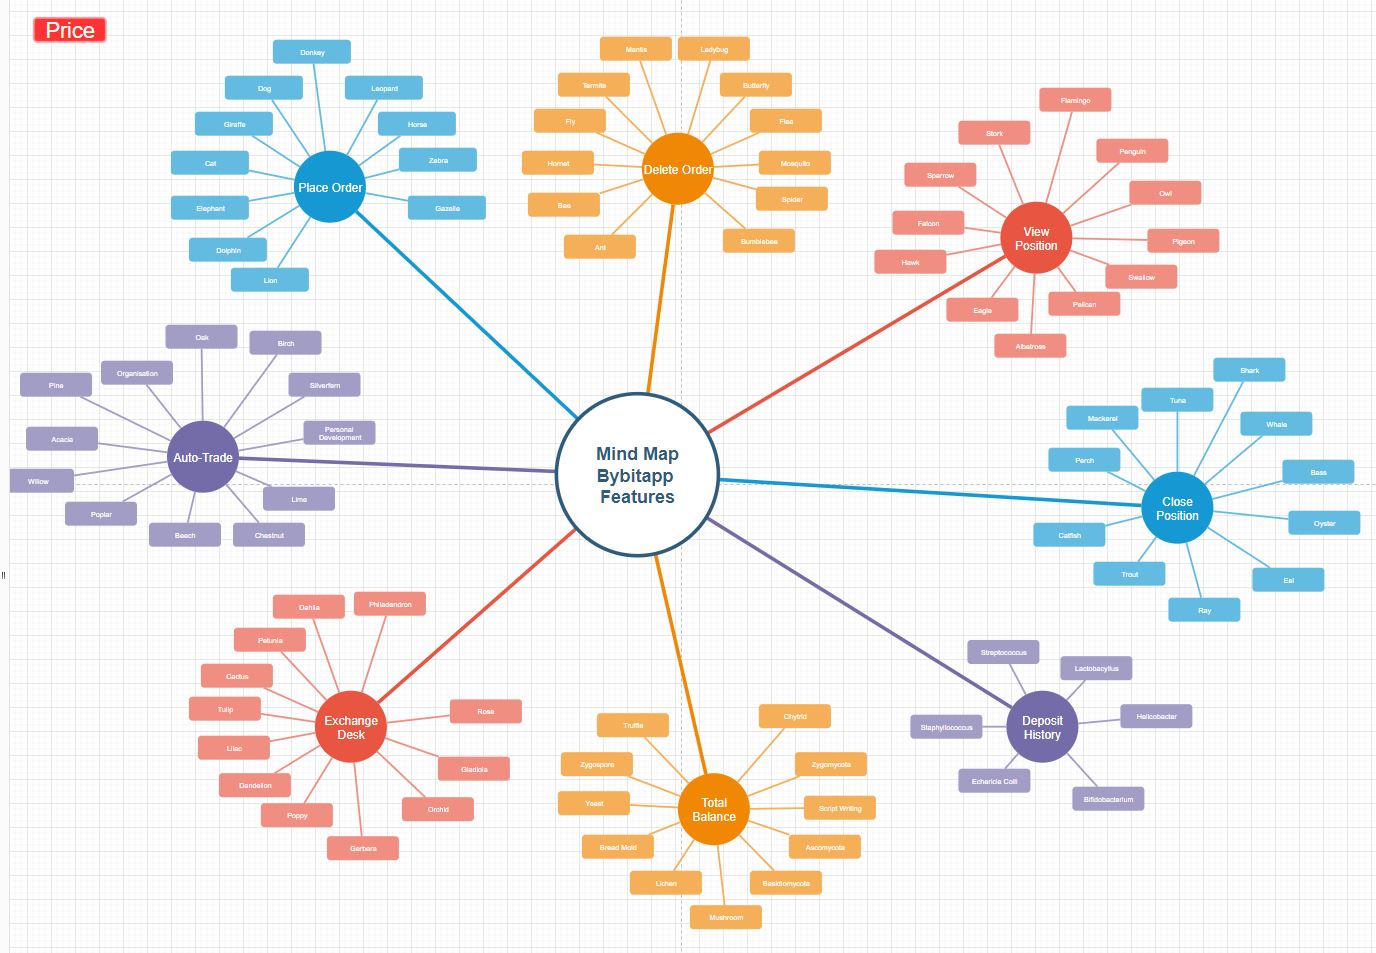 Price
Donkey
Dog
Leopard
Giraffe
Horse
Cat
Zebra
Place Order
Elephant
Gazelle
Dolphin
Lion
Mantis
Ladybug
Termite
Butterfly
Fly
Flea
Hornet
Mosquito
Delete Order
Bee
Spider
Ant
Bumblebee
Flamingo
Stork
Penguin
Sparrow
Owl
Falcon
View
Position
Pigeon
Hawk
Swallow
Eagle
Pelican
Albatross
Oak
Birch
Organisation
Pine
Silverfern
Personal
Development
Acacia
Auto-Trade
Willow
Lime
Poplar
Beech
Chestnut
Mind Map
Bybitapp
Features
Shark
Tuna
Mackerel
Whale
Perch
Bass
Close
Position
Oyster
Catfish
Trout
Eel
Ray
!!
Dahlia
Philadendron
Petunia
Cactus
Tulip
Rose
Exchange
Desk
Lilac
Gladiola
Dandelion
Orchid
Poppy
Gerbera
Truffle
Chytrid
Zygospore
Zygomycota
Yeast
Script Writing
Total
Balance
Bread Mold
Ascomycota
Lichen
Basidiomycota
Mushroom
Streptococcus
Lactobacyllus
Staphyllococcus
Helicobacter
Deposit
History
Echericia Coili
Bifidobacterium